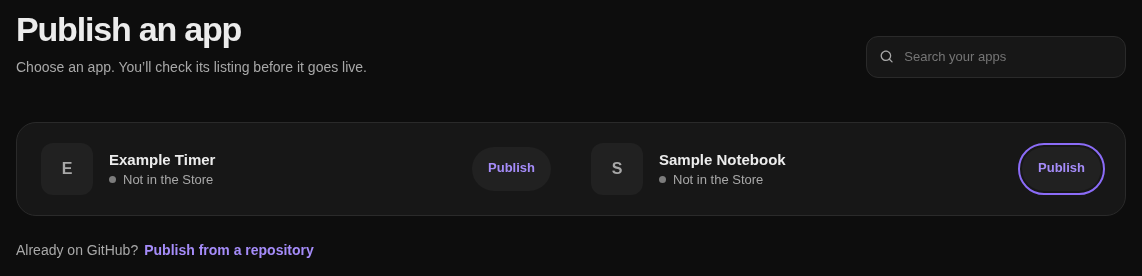 Publish an app
Choose an app. You’ll check its listing before it goes live.
Search your apps
E
Example Timer
Not in the Store
Publish
S
Sample Notebook
Not in the Store
Publish
Already on GitHub? Publish from a repository